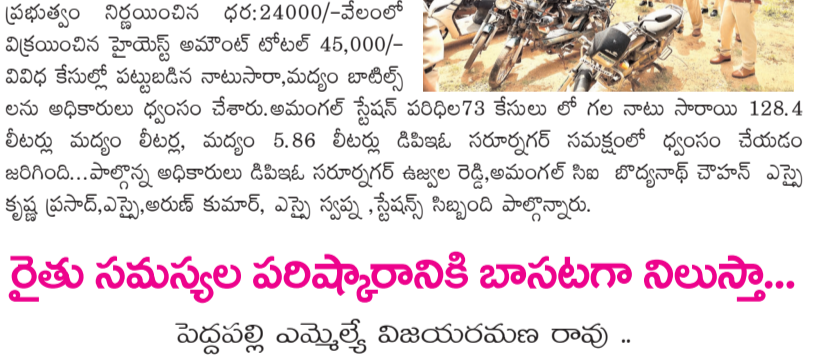 ప్రభుత్వం నిర్ణయించిన ధర:24000/-వేలంలో
విక్రయించిన హైయెస్ట్ అమౌంట్ టోటల్ 45,000/-
వివిధ కేసుల్లో పట్టుబడిన నాటుసారా,మద్యం బాటిల్స్
లను అధికారులు ధ్వంసం చేశారు.అమంగల్ స్టేషన్ పరిధిల73 కేసులు లో గల నాటు సారాయి 128.4
లీటర్లు మద్యం లీటర్ల, మద్యం 5.86 లీటర్లు డిపిఇఓ సరూర్నగర్ సమక్షంలో ధ్వంసం చేయడం
జరిగింది...పాల్గొన్న అధికారులు డిపిఇఓ సరూర్నగర్ ఉజ్వల రెడ్డి,అమంగల్ సిఐ బొద్యనాథ్ చౌహన్ ఎస్సై
కృష్ణ ప్రసాద్,ఎస్సై,అరుణ్ కుమార్, ఎస్సై స్వప్న ,స్టేషన్స్ సిబ్బంది పాల్గొన్నారు.
రైతు సమస్యల పరిష్కారానికి బాసటగా నిలుస్తా...
పెద్దపల్లి ఎమ్మెల్యే విజయరమణ రావు ..